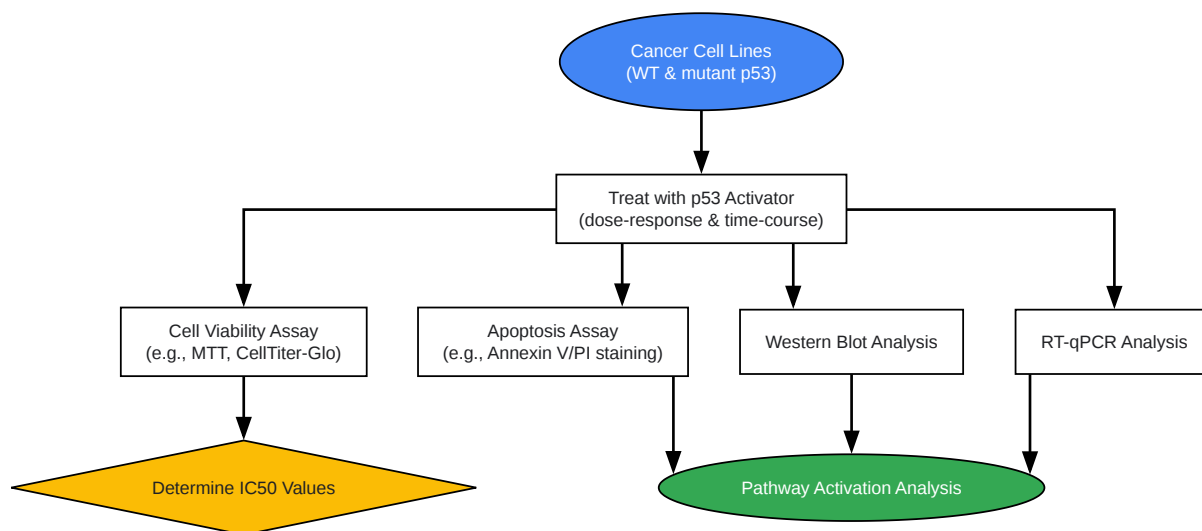 Cancer Cell Lines
(WT & mutant p53)
Treat with p53 Activator
(dose-response & time-course)
Cell Viability Assay
(e.g., MTT, CellTiter-Glo)
Apoptosis Assay
(e.g., Annexin V/PI staining)
Western Blot Analysis
RT-qPCR Analysis
Determine IC50 Values
Pathway Activation Analysis